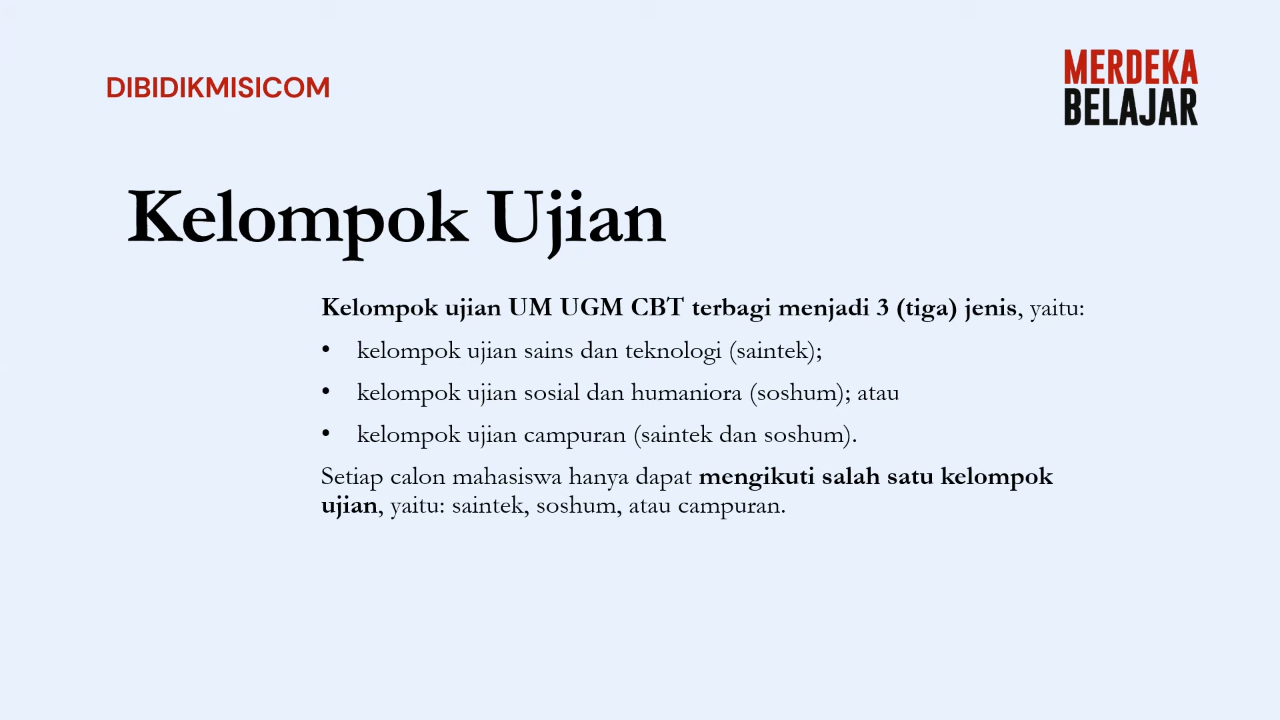 DIBIDIKMISICOM
MERDEKA
BELAJAR
Kelompok Ujian
Kelompok ujian UM UGM CBT terbagi menjadi 3 (tiga) jenis, yaitu:
• kelompok ujian sains dan teknologi (saintek);
• kelompok ujian sosial dan humaniora (soshum); atau
• kelompok ujian campuran (saintek dan soshum).
Setiap calon mahasiswa hanya dapat mengikuti salah satu kelompok
ujian, yaitu: saintek, soshum, atau campuran.